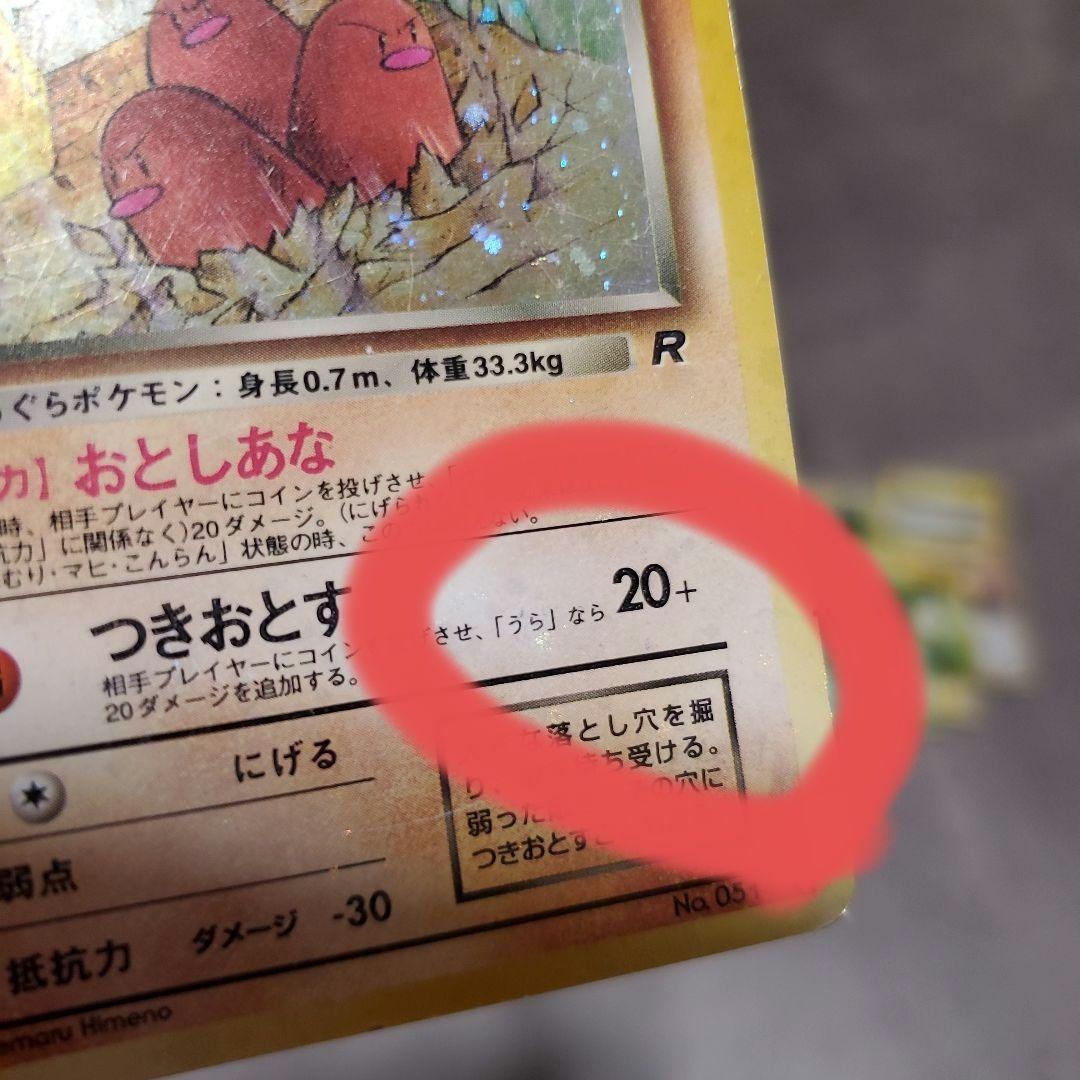 R
ぐらポケモン：身長0.7m、体重33.3kg
力】おとしあな
時、相手プレイヤーにコインを投げさせ、
力」に関係なく)20ダメージ。(にげら
むり・マヒ・こんらん」状態の時、この ない。
つきおとす 20+
相手プレイヤーにコイン させ、「うら」なら
20ダメージを追加する。
にげる
弱点
抵抗力 ダメージ -30
落とし穴を掘
ち受ける。
り、 の穴に
弱った
つきおとす
No. 051
emaru Himeno